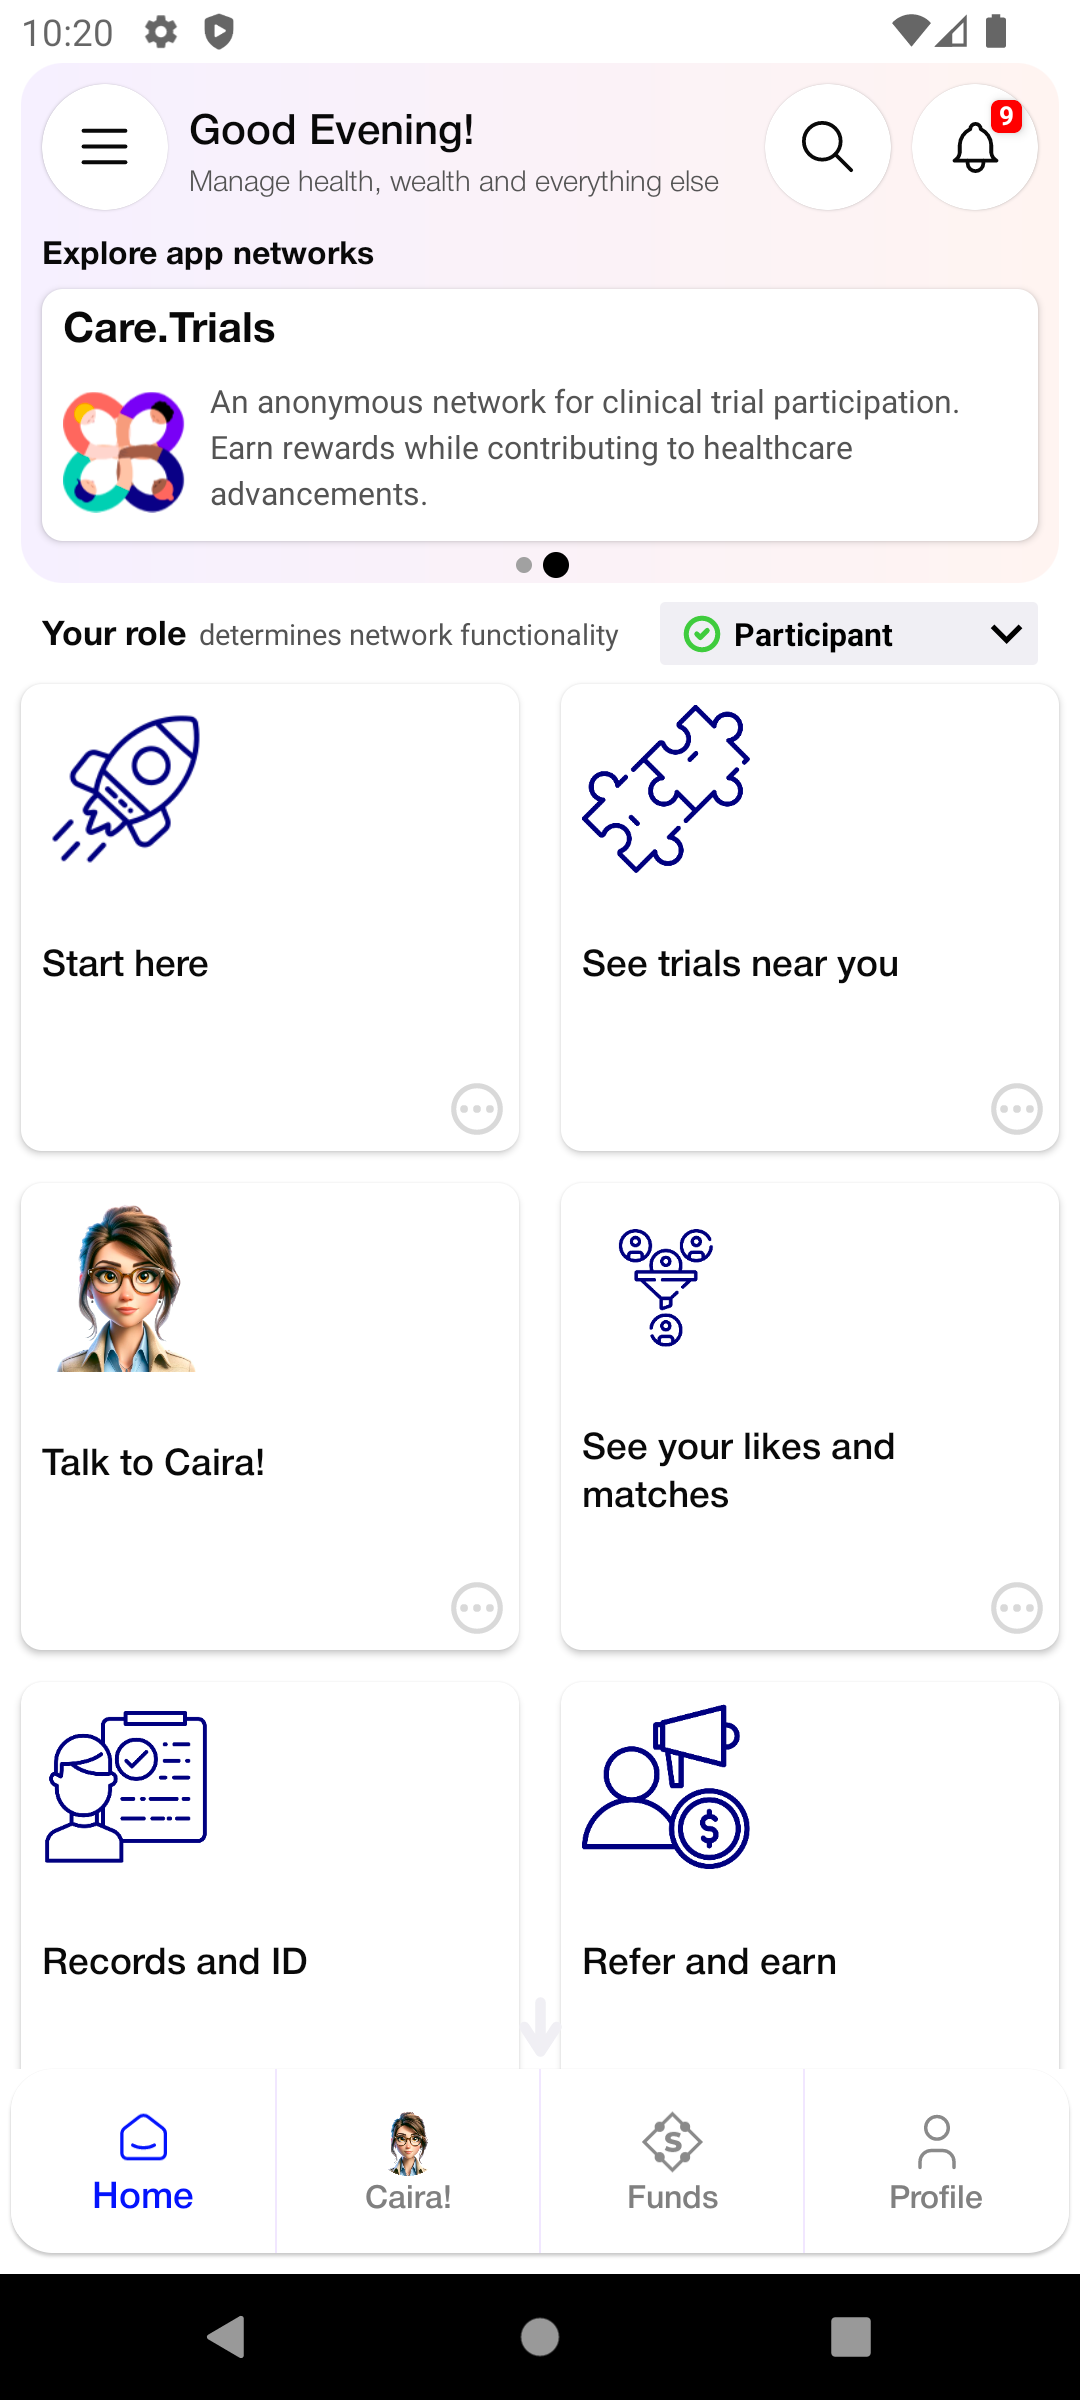 10:20
Good Evening!
9
Manage health, wealth and everything else
Explore app networks
Care.Trials
An anonymous network for clinical trial participation.
Earn rewards while contributing to healthcare
advancements.
Your role determines network functionality
Participant
Start here
See trials near you
Talk to Caira!
See your likes and
matches
$
Records and ID
Refer and earn
S
Home
Caira!
Funds
Profile